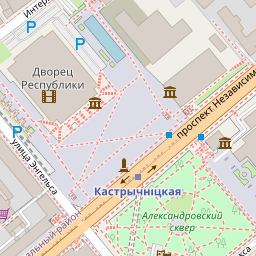 Интер
P
P
Дворец
Республики
P
проспект Независим
улица Энгельса
Кастрычніцкая
Александровский
сквер
альный район